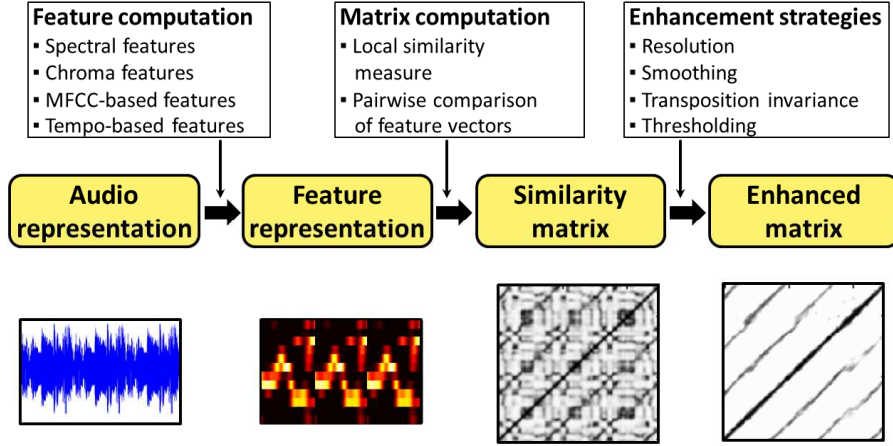 Feature computation
▪ Spectral features
▪ Chroma features
▪ MFCC-based features
▪ Tempo-based features
Matrix computation
▪ Local similarity
measure
▪ Pairwise comparison
of feature vectors
Enhancement strategies
▪ Resolution
▪ Smoothing
▪ Transposition invariance
▪ Thresholding
Audio
representation
Feature
representation
Similarity
matrix
Enhanced
matrix